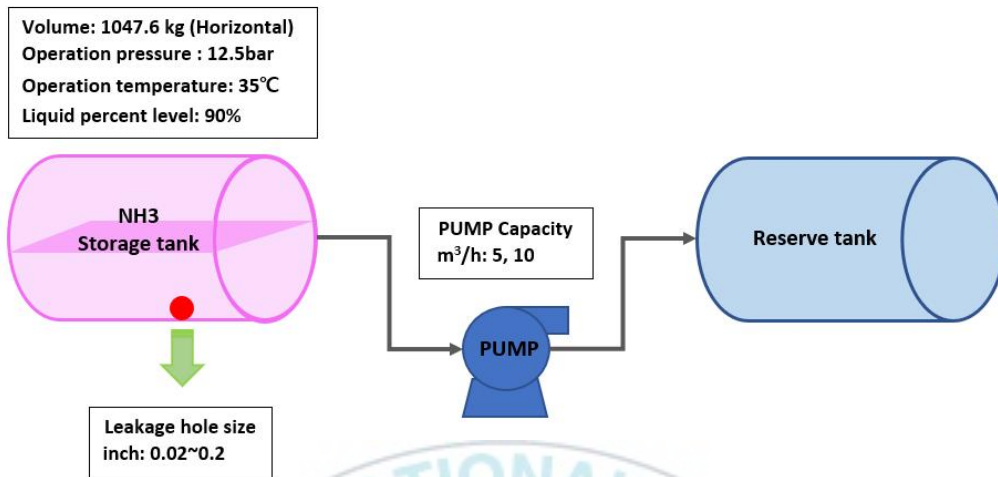 Volume: 1047.6 kg (Horizontal)
Operation pressure : 12.5bar
Operation temperature: 35℃
Liquid percent level: 90%
NH3
Storage tank
PUMP Capacity
m³/h: 5, 10
Reserve tank
PUMP
Leakage hole size
inch: 0.02~0.2
TIONAL